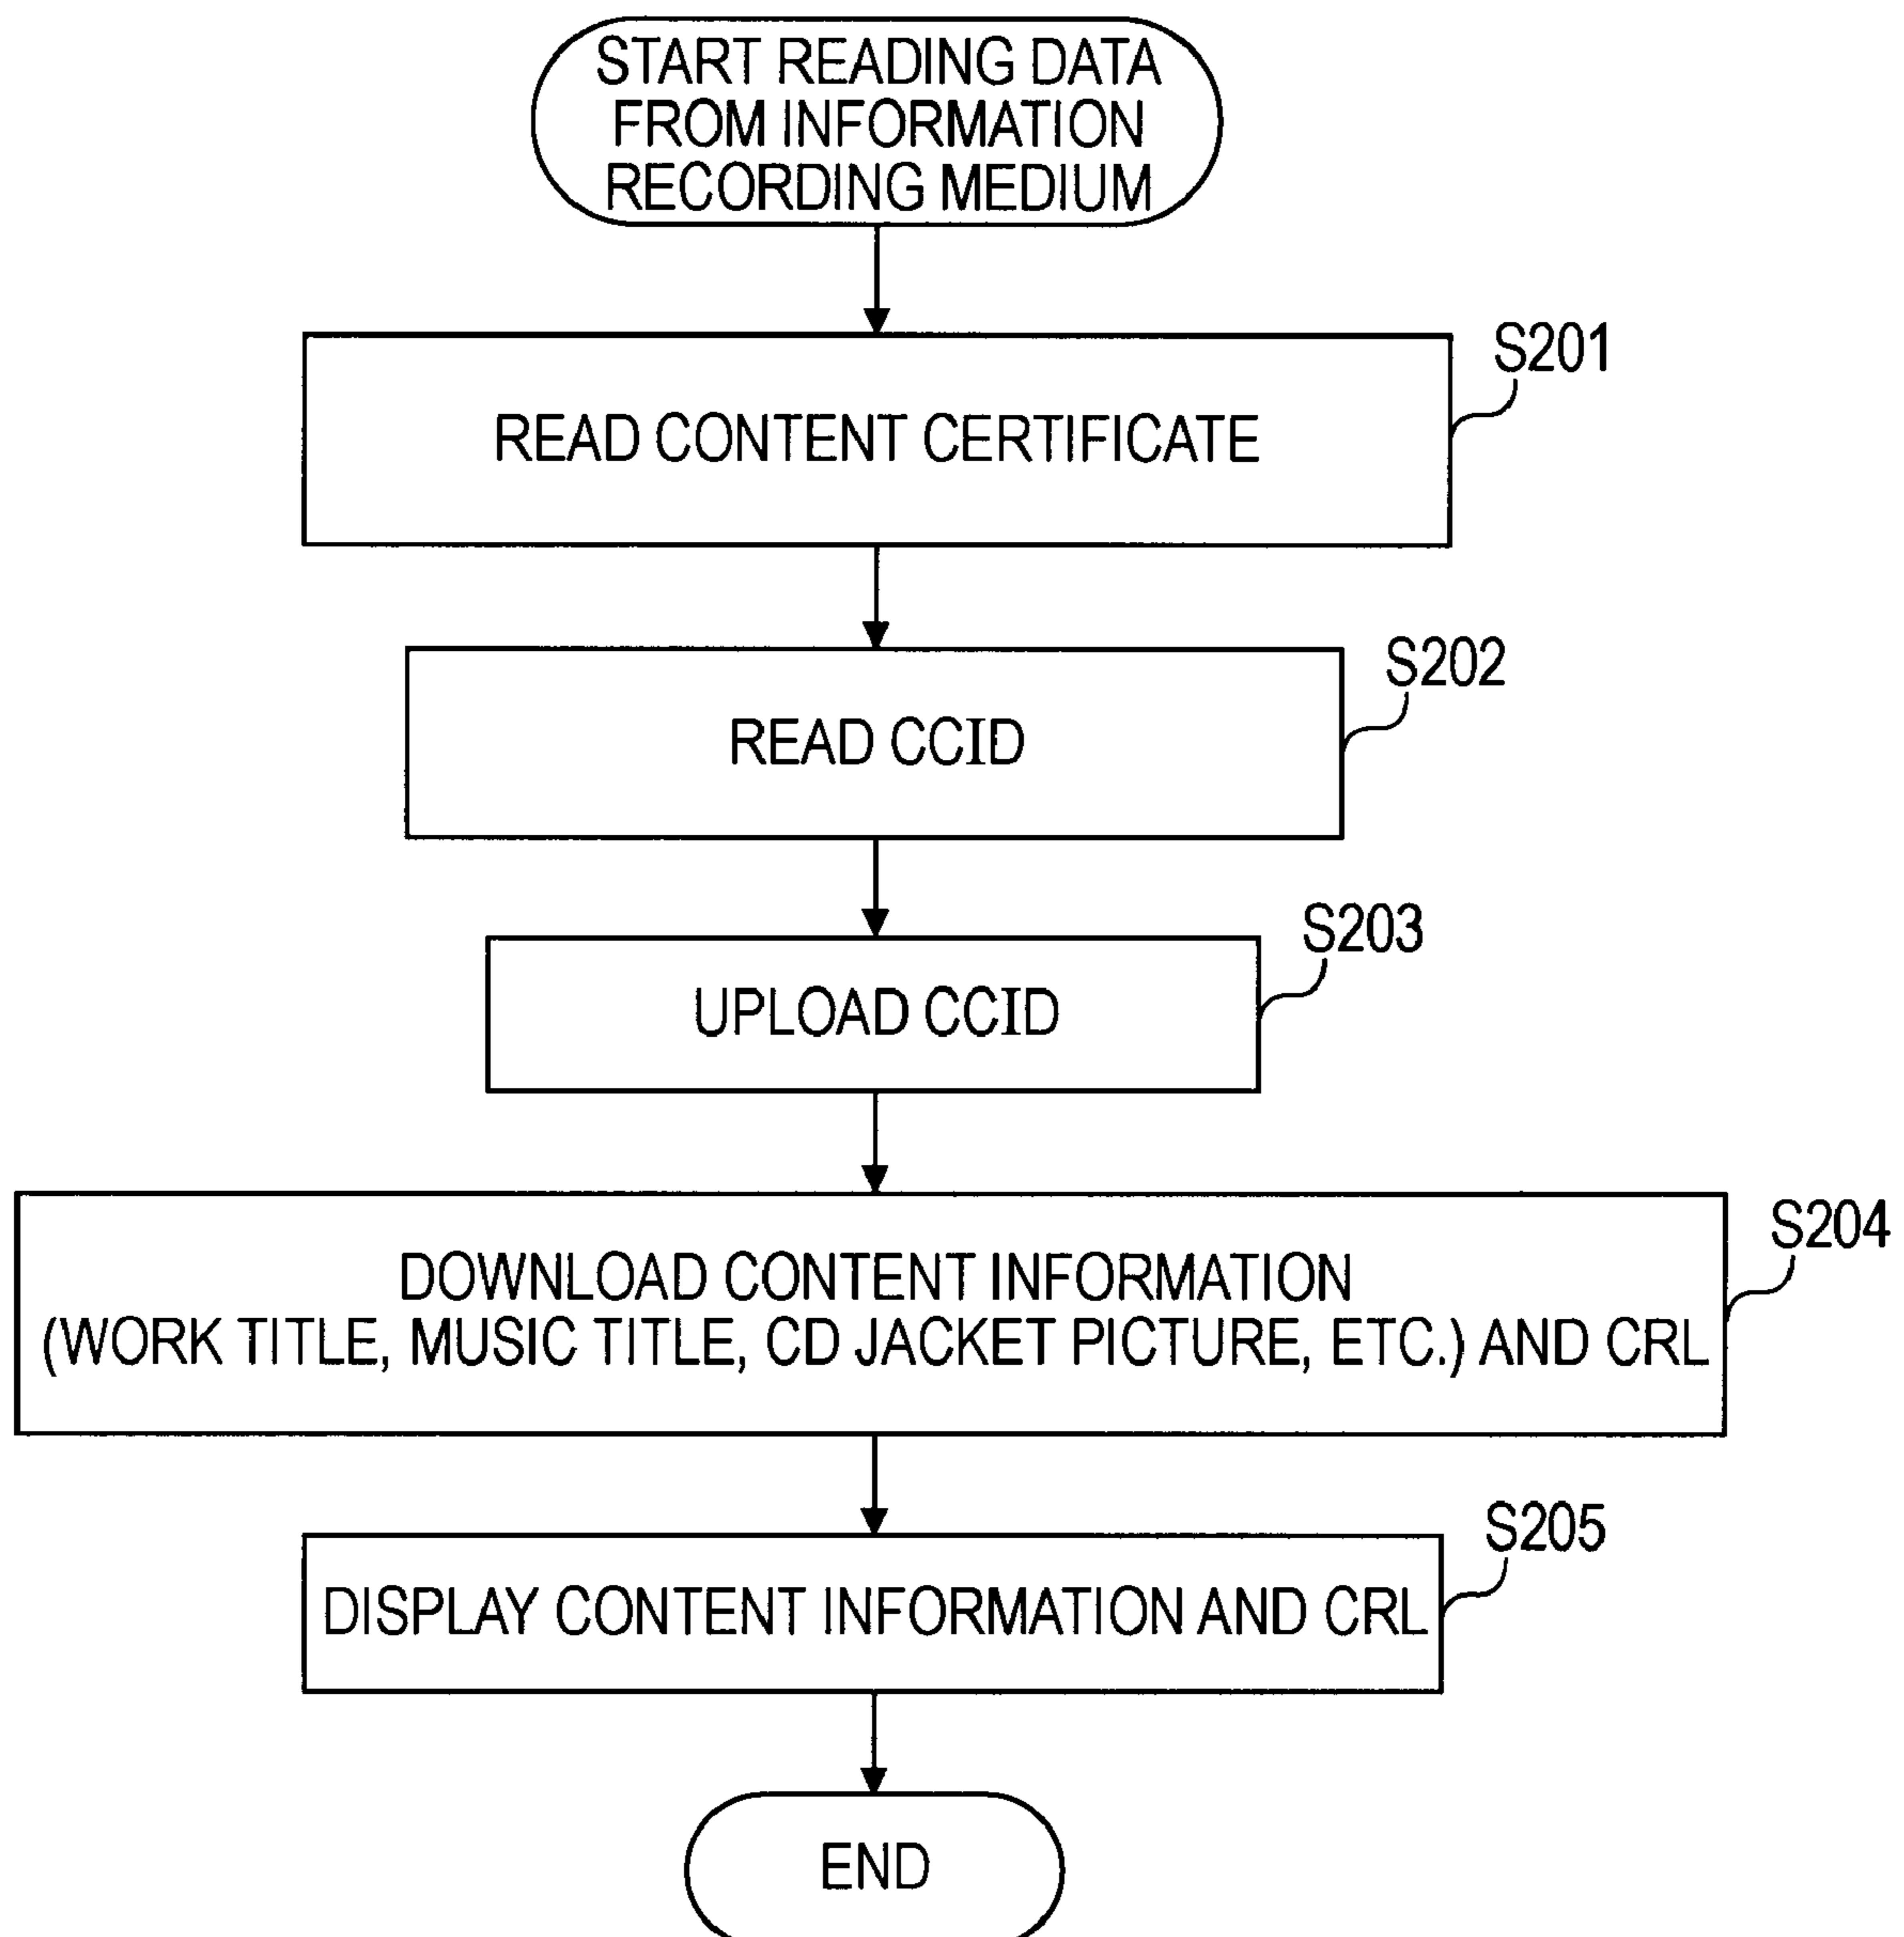 START READING DATA
FROM INFORMATION
RECORDING MEDIUM
S201
READ CONTENT CERTIFICATE
S202
READ CCID
S203
UPLOAD CCID
S204
DOWNLOAD CONTENT INFORMATION
(WORK TITLE, MUSIC TITLE, CD JACKET PICTURE, ETC.) AND CRL
S205
DISPLAY CONTENT INFORMATION AND CRL
END